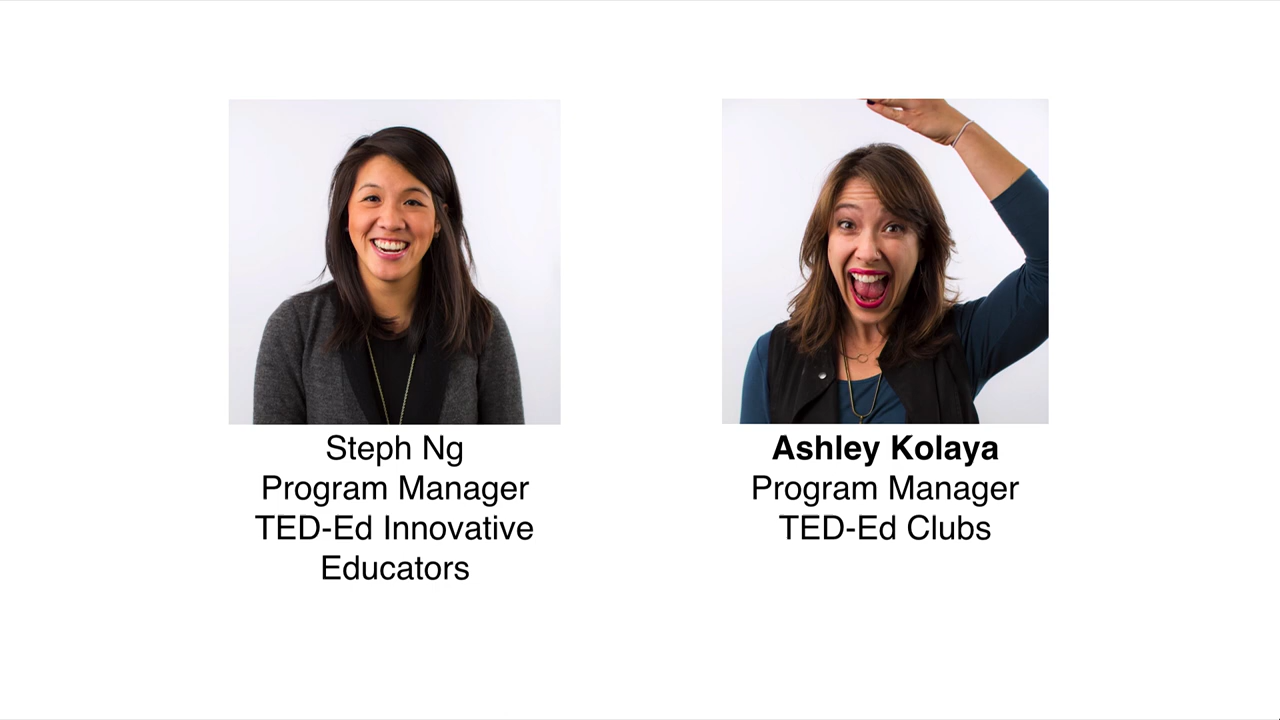 Steph Ng
Program Manager
TED-Ed Innovative
Educators
Ashley Kolaya
Program Manager
TED-Ed Clubs